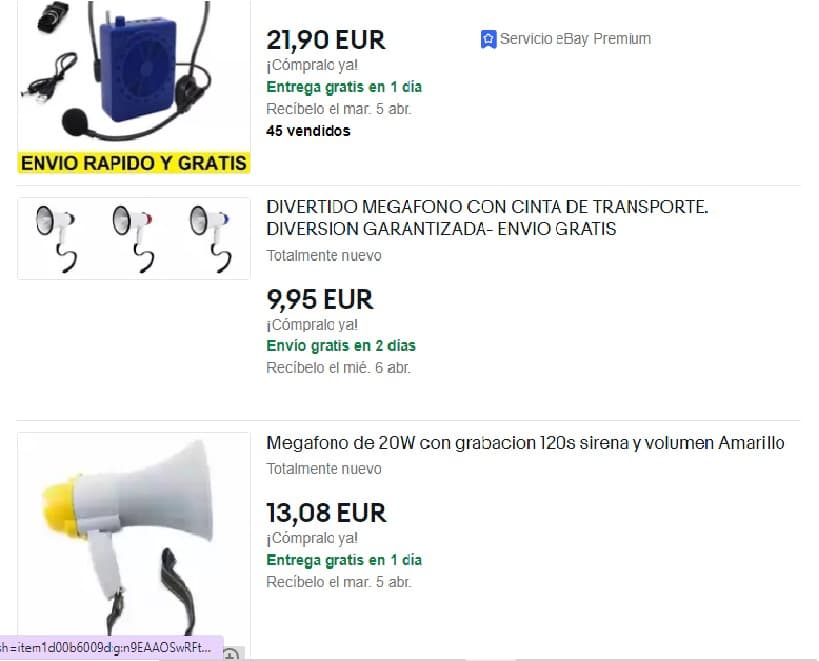 21,90 EUR
Servicio eBay Premium
¡Cómpralo ya!
Entrega gratis en 1 día
Recíbelo el mar. 5 abr.
45 vendidos
ENVIO RAPIDO Y GRATIS
DIVERTIDO MEGAFONO CON CINTA DE TRANSPORTE.
DIVERSION GARANTIZADA- ENVIO GRATIS
Totalmente nuevo
9,95 EUR
¡Cómpralo ya!
Envío gratis en 2 días
Recíbelo el mié. 6 abr.
Megafono de 20W con grabacion 120s sirena y volumen Amarillo
Totalmente nuevo
13,08 EUR
¡Cómpralo ya!
Entrega gratis en 1 día
Recíbelo el mar. 5 abr.